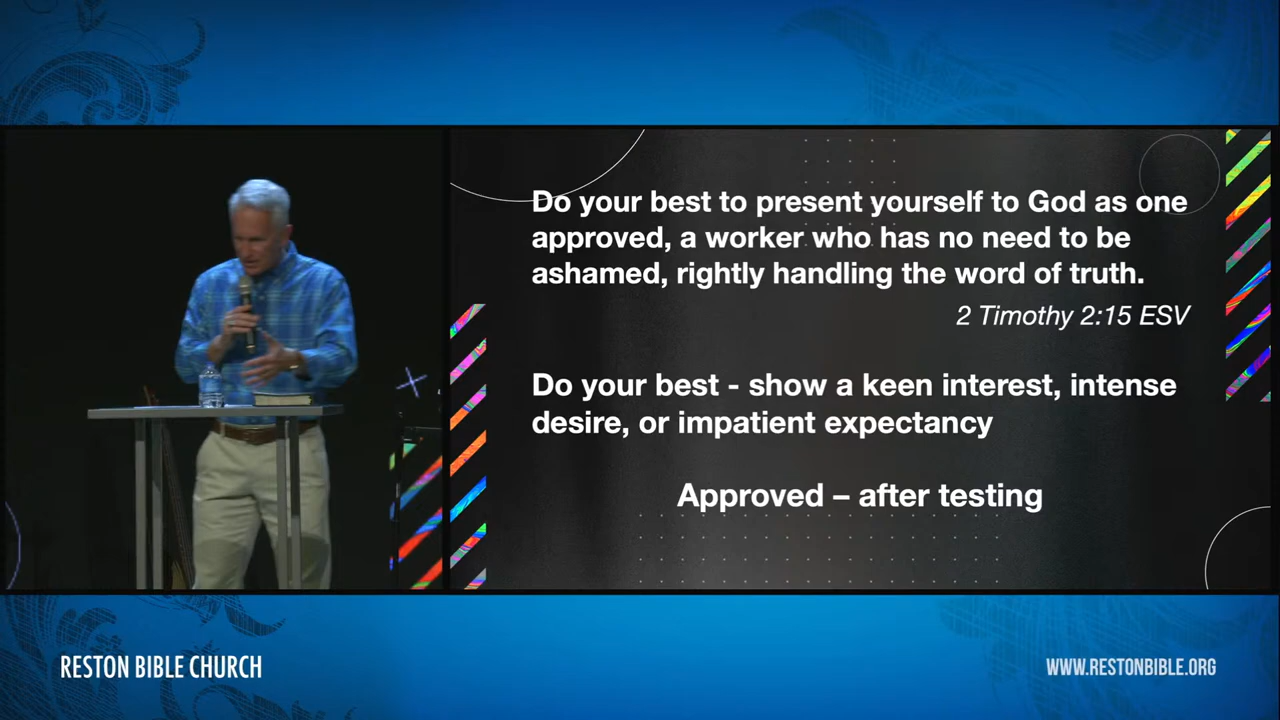 Do your best to present yourself to God as one
approved, a worker who has no need to be
ashamed, rightly handling the word of truth.
2 Timothy 2:15 ESV
Do your best - show a keen interest, intense
desire, or impatient expectancy
Approved – after testing
RESTON BIBLE CHURCH
WWW.RESTONBIBLE.ORG